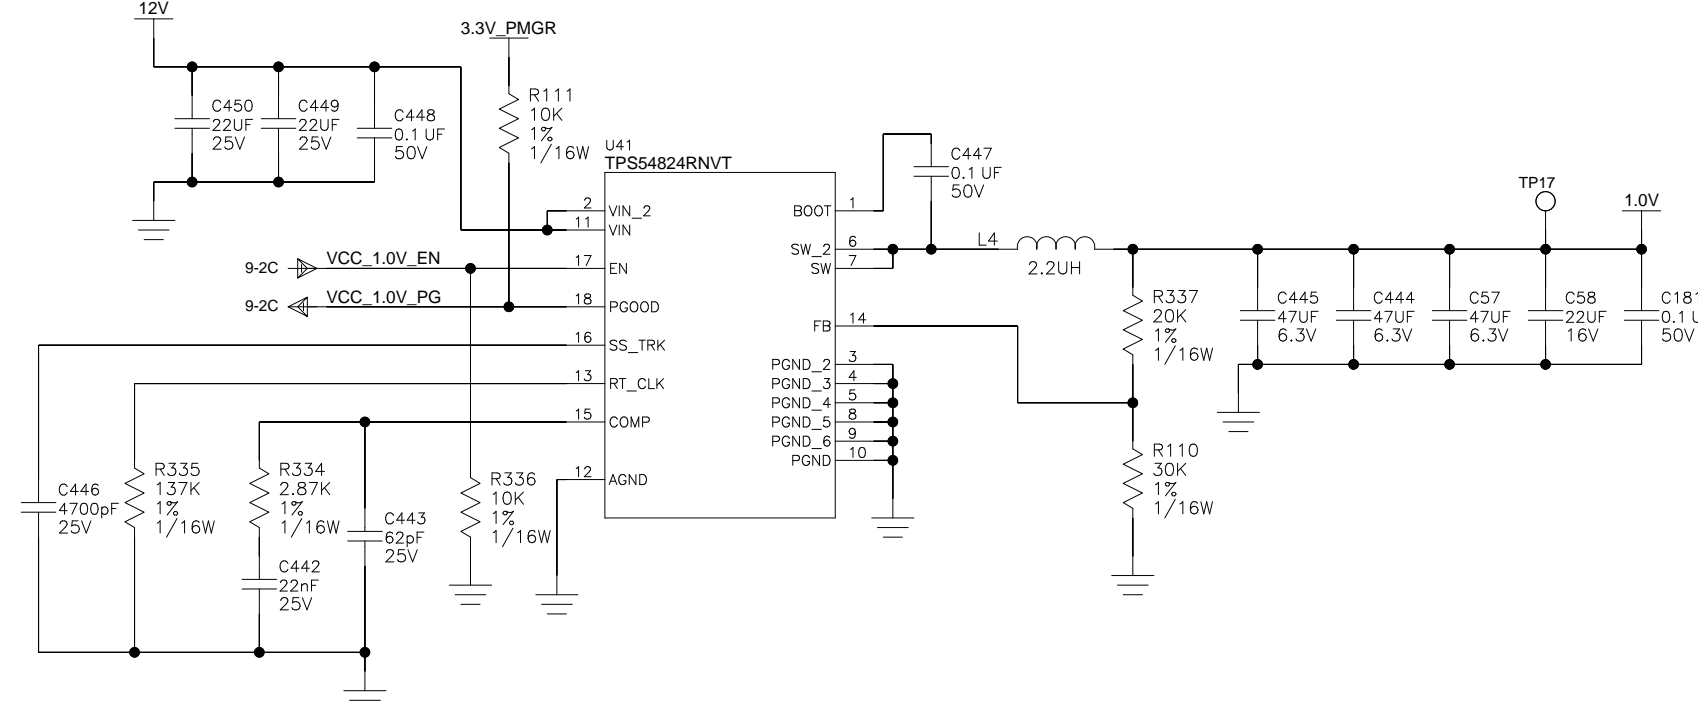 12V
3.3V_PMGR
C450
22UF
25V
C449
22UF
25V
C448
0.1 UF
50V
R111
10K
1%
1/16W
U41
TPS54824RNVT
C447
0.1 UF
50V
TP17
1.0V
2
VIN_2
11
VIN
BOOT
1
SW_2
6
SW
7
L4
2.2UH
9-2C
VCC_1.0V_EN
17
EN
9-2C
VCC_1.0V_PG
18
PGOOD
FB
14
R337
20K
1%
1/16W
C445
47UF
6.3V
C444
47UF
6.3V
C57
47UF
6.3V
C58
22UF
16V
C181
0.1 U
50V
16
SS_TRK
13
RT_CLK
15
COMP
12
AGND
PGND_2
3
PGND_3
4
PGND_4
5
PGND_5
8
PGND_6
9
PGND
10
R110
30K
1%
1/16W
C446
4700pF
25V
R335
137K
1%
1/16W
R334
2.87K
1%
1/16W
C443
62pF
25V
R336
10K
1%
1/16W
C442
22nF
25V